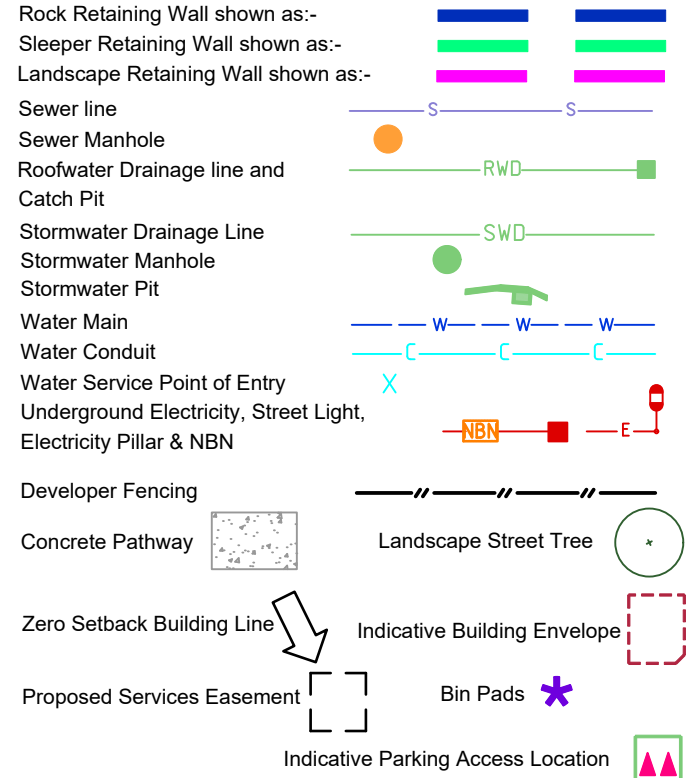 Rock Retaining Wall shown as:-
Sleeper Retaining Wall shown as:-
Landscape Retaining Wall shown as:-
Sewer line S S
Sewer Manhole
Roofwater Drainage line and RWD
Catch Pit
Stormwater Drainage Line SWD
Stormwater Manhole
Stormwater Pit
Water Main W W W
Water Conduit C C C
Water Service Point of Entry X
Underground Electricity, Street Light,
Electricity Pillar & NBN NBN E
Developer Fencing
Concrete Pathway Landscape Street Tree
Zero Setback Building Line Indicative Building Envelope
Proposed Services Easement Bin Pads
Indicative Parking Access Location